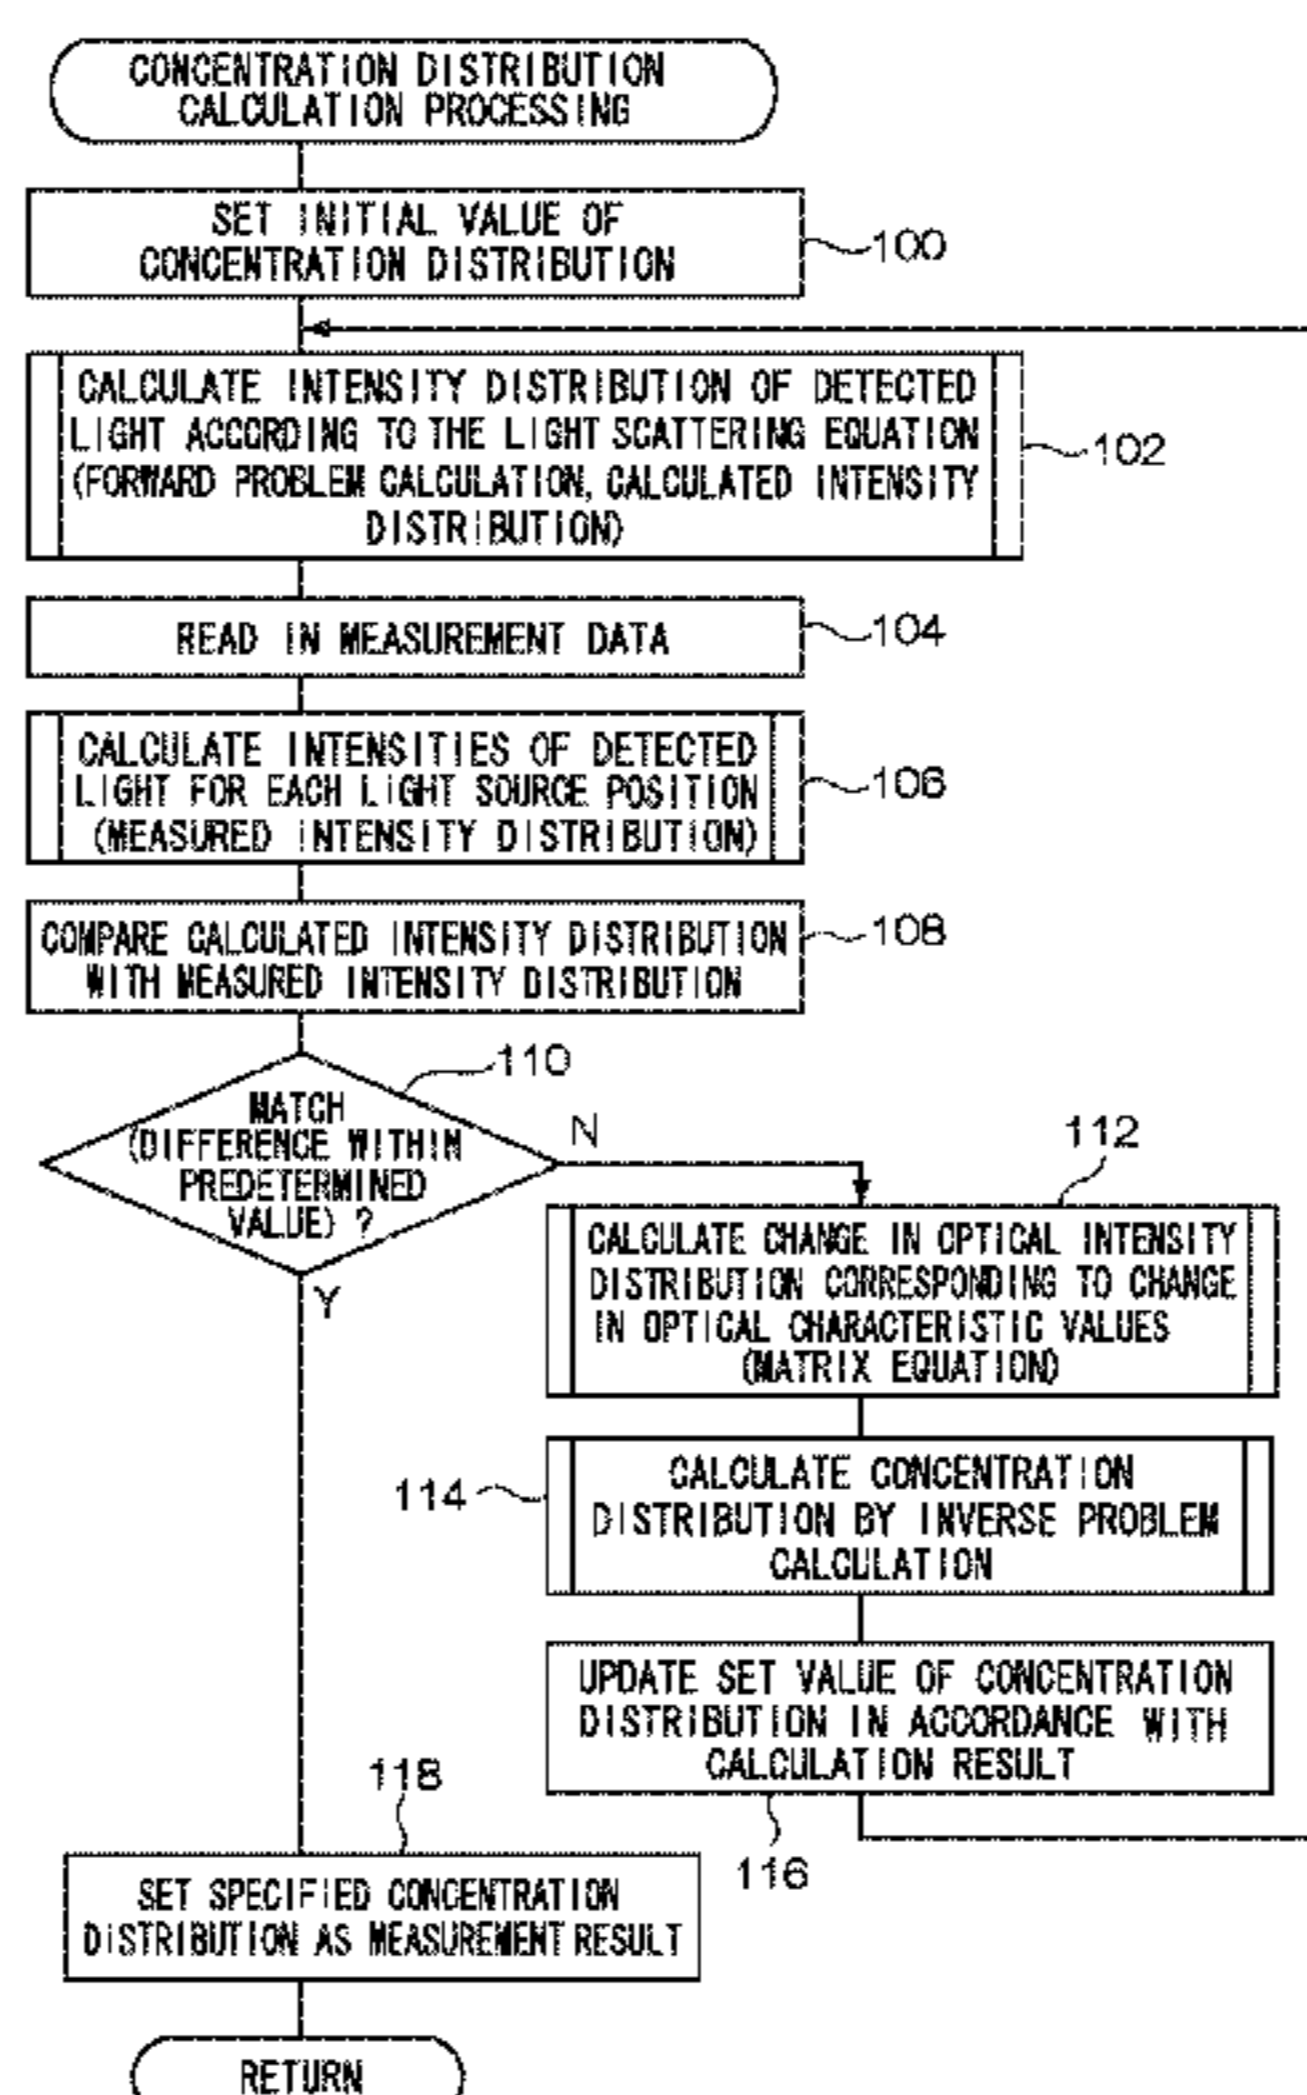 CONCENTRATION DISTRIBUTION
CALCULATION PROCESSING
SET INITIAL VALUE OF
CONCENTRATION DISTRIBUTION
100
CALCULATE INTENSITY DISTRIBUTION OF DETECTED
LIGHT ACCORDING TO THE LIGHT SCATTERING EQUATION
(FORWARD PROBLEM CALCULATION, CALCULATED INTENSITY
DISTRIBUTION)
102
READ IN MEASUREMENT DATA
104
CALCULATE INTENSITIES OF DETECTED
LIGHT FOR EACH LIGHT SOURCE POSITION
(MEASURED INTENSITY DISTRIBUTION)
106
COMPARE CALCULATED INTENSITY DISTRIBUTION
WITH MEASURED INTENSITY DISTRIBUTION
108
110
MATCH
(DIFFERENCE WITHIN
PREDETERMINED
VALUE) ?
N
Y
112
CALCULATE CHANGE IN OPTICAL INTENSITY
DISTRIBUTION CORRESPONDING TO CHANGE
IN OPTICAL CHARACTERISTIC VALUES
(MATRIX EQUATION)
114
CALCULATE CONCENTRATION
DISTRIBUTION BY INVERSE PROBLEM
CALCULATION
UPDATE SET VALUE OF CONCENTRATION
DISTRIBUTION IN ACCORDANCE WITH
CALCULATION RESULT
116
118
SET SPECIFIED CONCENTRATION
DISTRIBUTION AS MEASUREMENT RESULT
RETURN